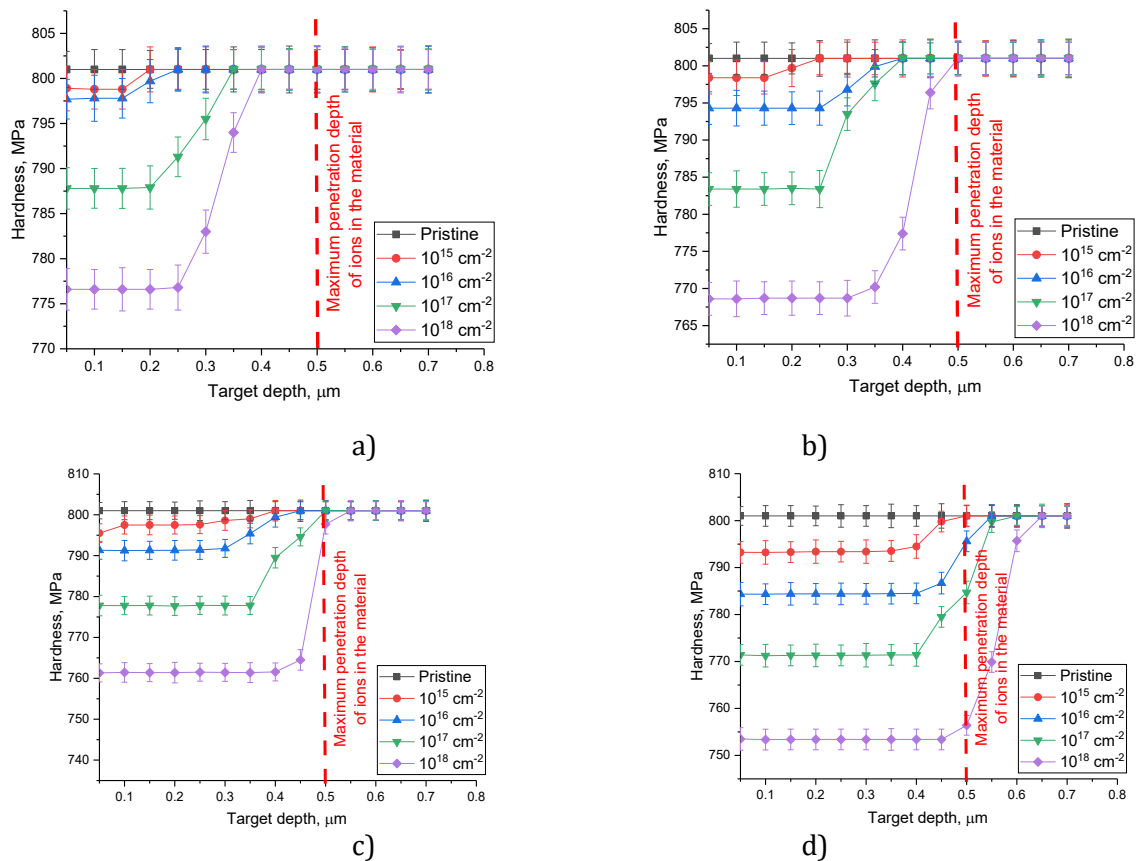 Hardness, MPa
805
800
795
790
785
780
775
770
0.1 0.2 0.3 0.4 0.5 0.6 0.7 0.8
Target depth, μm
Maximum penetration depth
of ions in the material
Pristine
10¹⁵ cm⁻²
10¹⁶ cm⁻²
10¹⁷ cm⁻²
10¹⁸ cm⁻²
a)
Hardness, MPa
805
800
795
790
785
780
775
770
765
0.1 0.2 0.3 0.4 0.5 0.6 0.7 0.8
Target depth, μm
Maximum penetration depth
of ions in the material
Pristine
10¹⁵ cm⁻²
10¹⁶ cm⁻²
10¹⁷ cm⁻²
10¹⁸ cm⁻²
b)
Hardness, MPa
810
800
790
780
770
760
750
740
0.1 0.2 0.3 0.4 0.5 0.6 0.7 0.8
Target depth, μm
Maximum penetration depth
of ions in the material
Pristine
10¹⁵ cm⁻²
10¹⁶ cm⁻²
10¹⁷ cm⁻²
10¹⁸ cm⁻²
c)
Hardness, MPa
810
800
790
780
770
760
750
0.1 0.2 0.3 0.4 0.5 0.6 0.7 0.8
Target depth, μm
Maximum penetration depth
of ions in the material
Pristine
10¹⁵ cm⁻²
10¹⁶ cm⁻²
10¹⁷ cm⁻²
10¹⁸ cm⁻²
d)